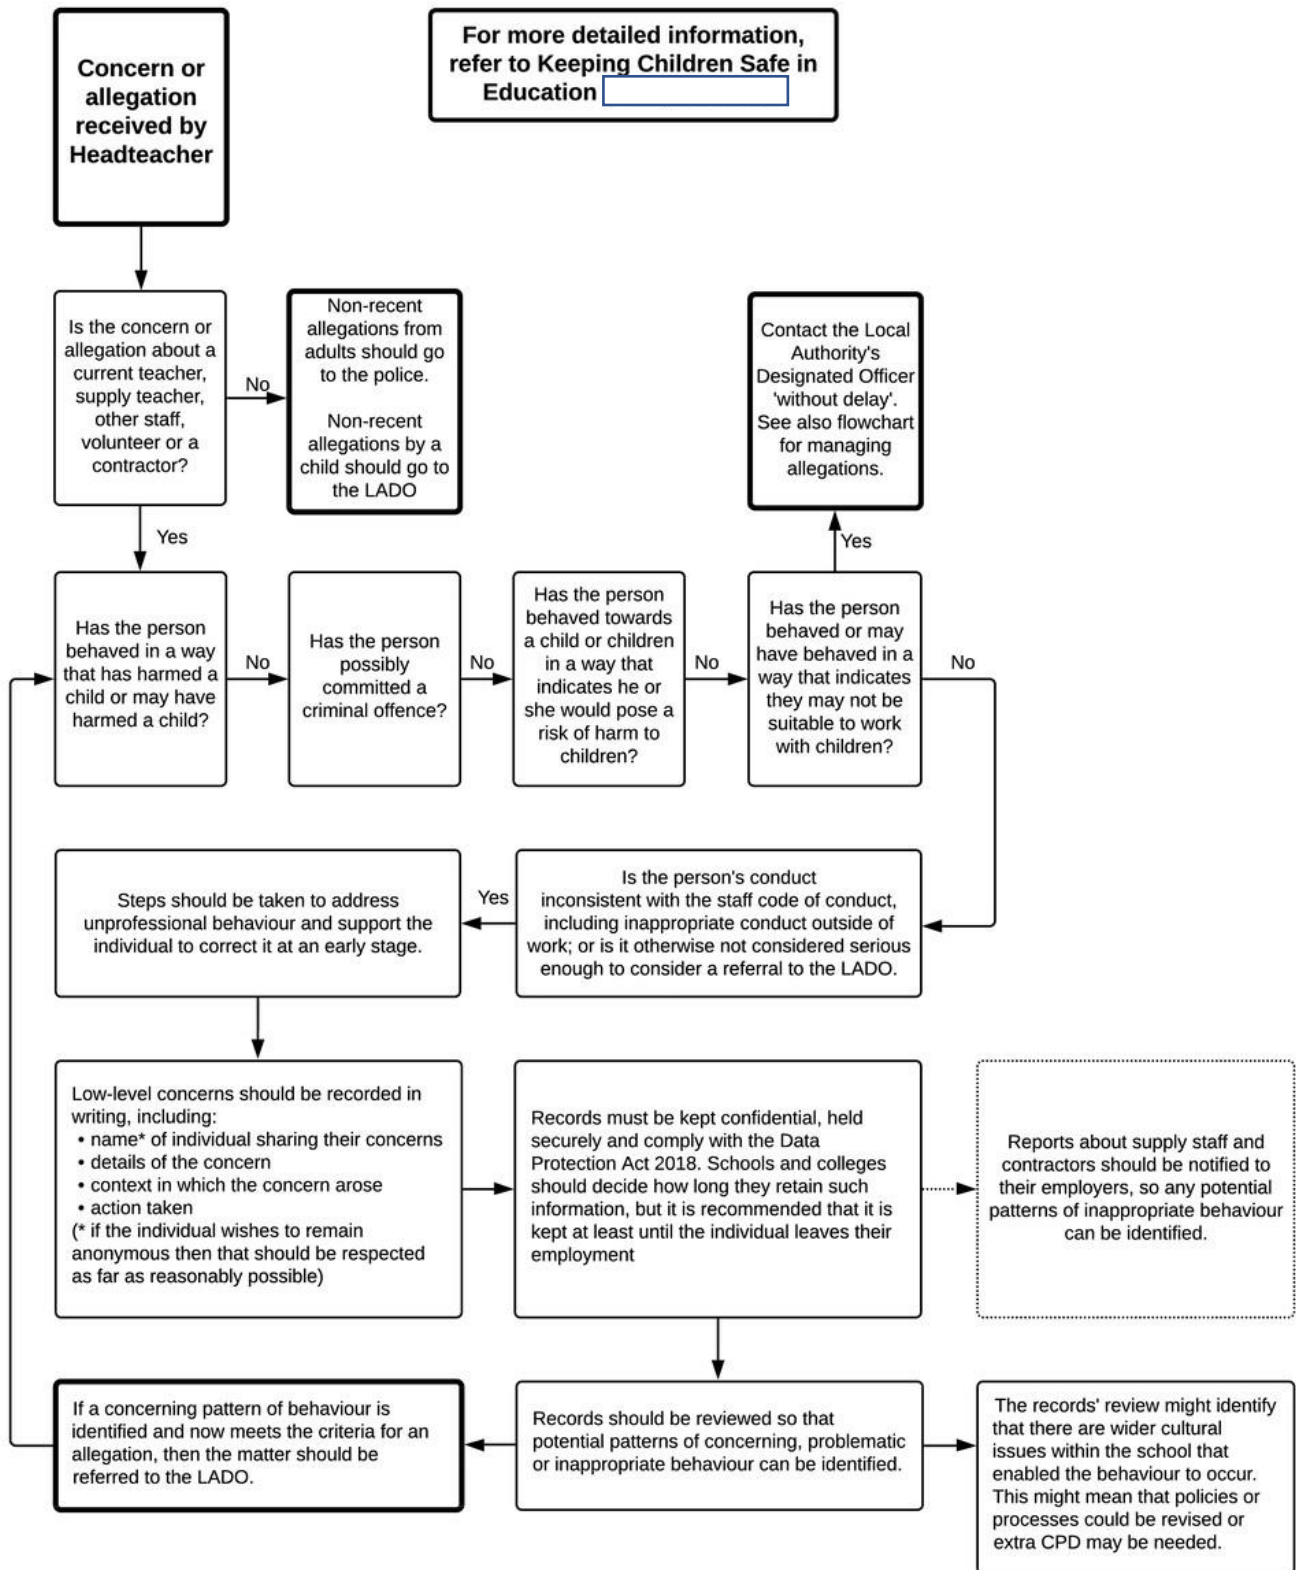 Concern or
allegation
received by
Headteacher
For more detailed information,
refer to Keeping Children Safe in
Education
Is the concern or
allegation about a
current teacher,
supply teacher,
other staff,
volunteer or a
contractor?
No
Non-recent
allegations from
adults should go
to the police.
Non-recent
allegations by a
child should go to
the LADO
Contact the Local
Authority's
Designated Officer
'without delay'.
See also flowchart
for managing
allegations.
Yes
Yes
Has the person
behaved in a way
that has harmed a
child or may have
harmed a child?
No
Has the person
possibly
committed a
criminal offence?
No
Has the person
behaved towards
a child or children
in a way that
indicates he or
she would pose a
risk of harm to
children?
No
Has the person
behaved or may
have behaved in a
way that indicates
they may not be
suitable to work
with children?
No
Is the person's conduct
inconsistent with the staff code of conduct,
including inappropriate conduct outside of
work; or is it otherwise not considered serious
enough to consider a referral to the LADO.
Yes
Steps should be taken to address
unprofessional behaviour and support the
individual to correct it at an early stage.
Low-level concerns should be recorded in
writing, including:
• name* of individual sharing their concerns
• details of the concern
• context in which the concern arose
• action taken
(* if the individual wishes to remain
anonymous then that should be respected
as far as reasonably possible)
Records must be kept confidential, held
securely and comply with the Data
Protection Act 2018. Schools and colleges
should decide how long they retain such
information, but it is recommended that it is
kept at least until the individual leaves their
employment
Reports about supply staff and
contractors should be notified to
their employers, so any potential
patterns of inappropriate behaviour
can be identified.
If a concerning pattern of behaviour is
identified and now meets the criteria for an
allegation, then the matter should be
referred to the LADO.
Records should be reviewed so that
potential patterns of concerning, problematic
or inappropriate behaviour can be identified.
The records' review might identify
that there are wider cultural
issues within the school that
enabled the behaviour to occur.
This might mean that policies or
processes could be revised or
extra CPD may be needed.